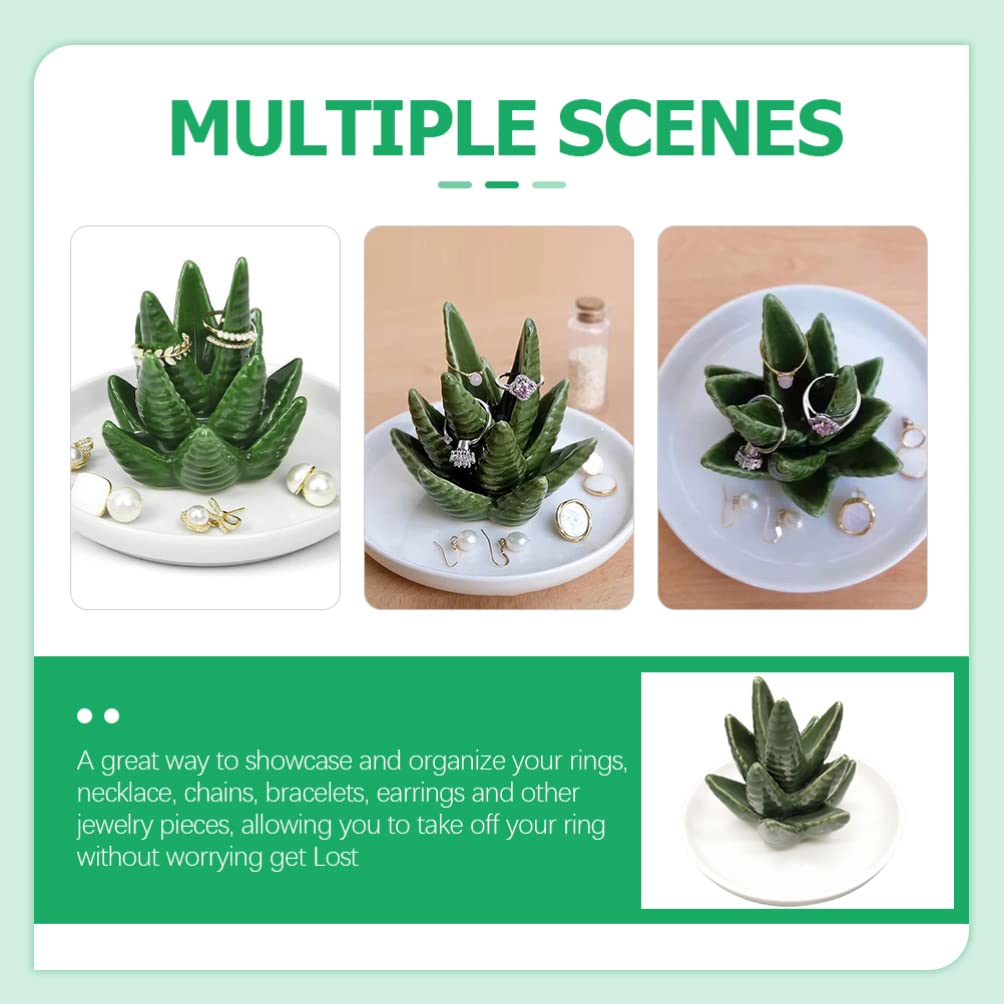 MULTIPLE SCENES
A great way to showcase and organize your rings,
necklace, chains, bracelets, earrings and other
jewelry pieces, allowing you to take off your ring
without worrying get Lost